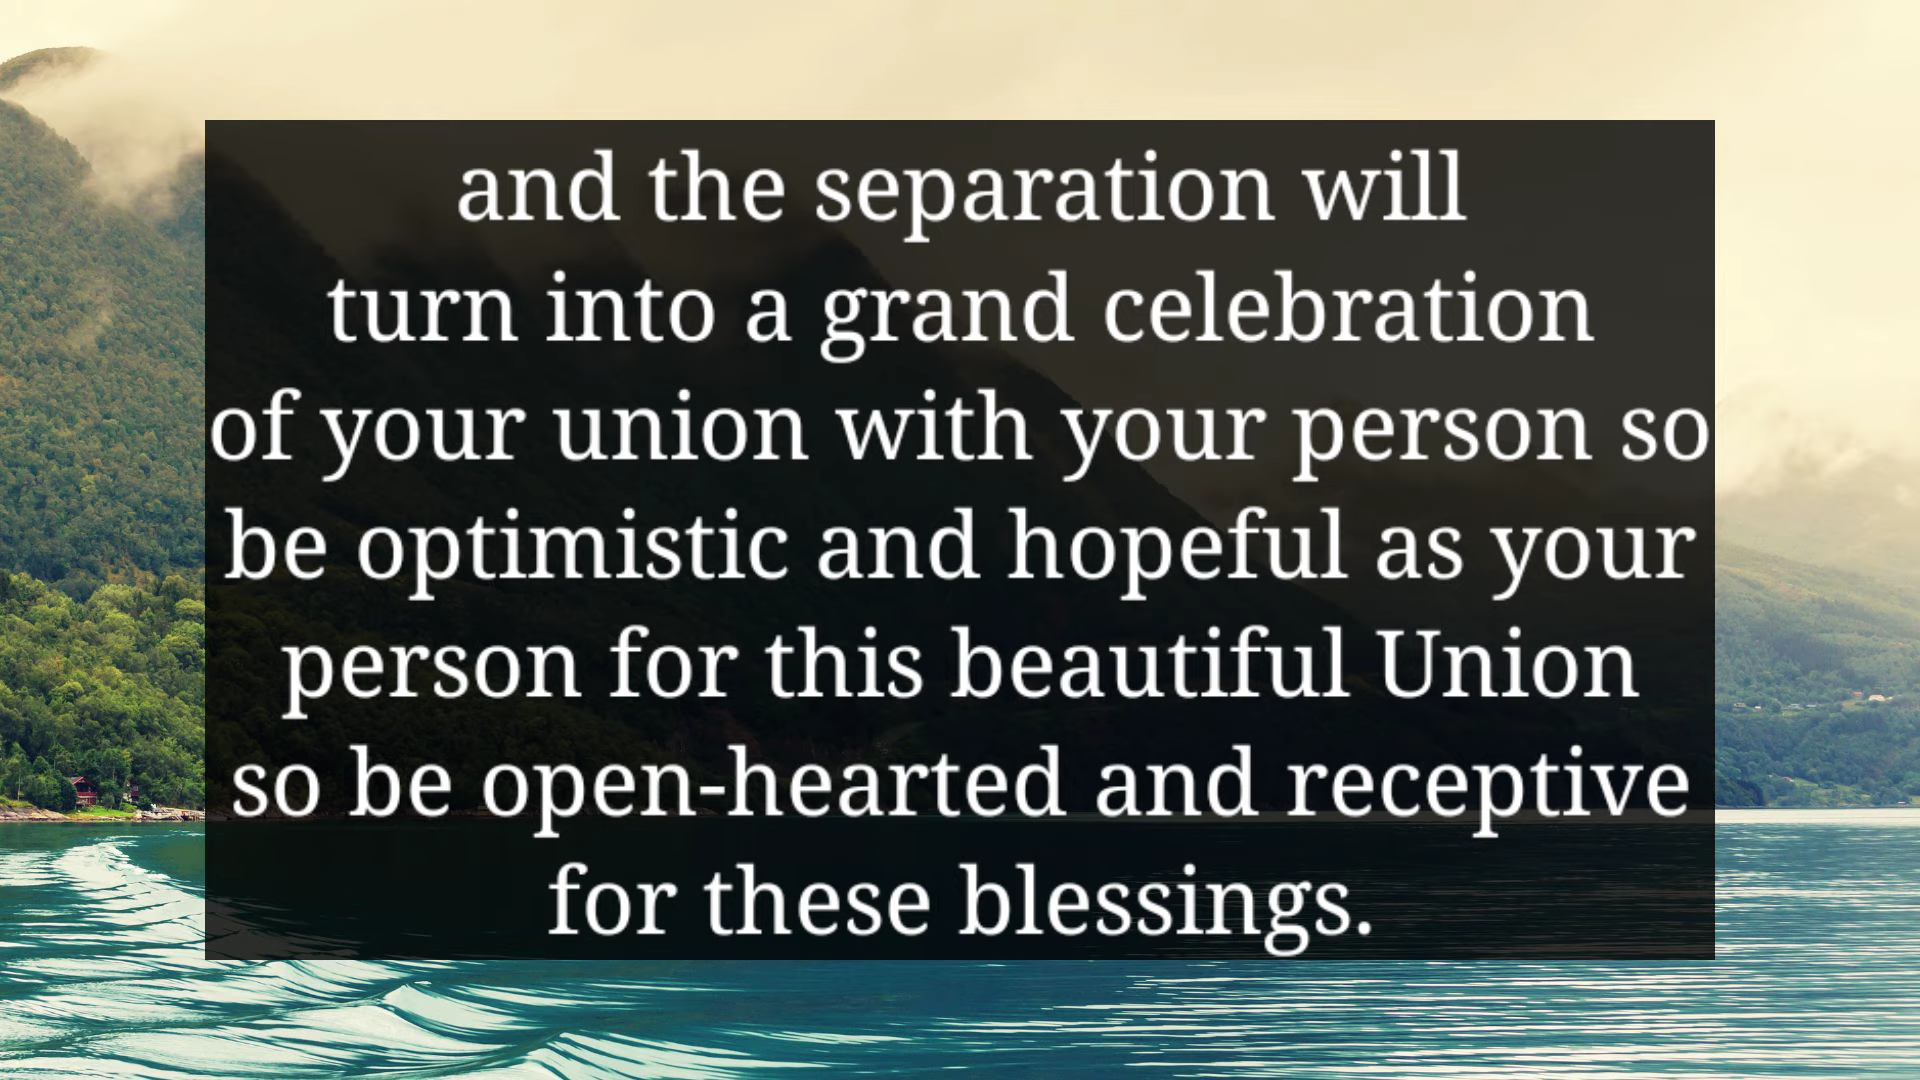 and the separation will
turn into a grand celebration
of your union with your person so
be optimistic and hopeful as your
person for this beautiful Union
so be open-hearted and receptive
for these blessings.